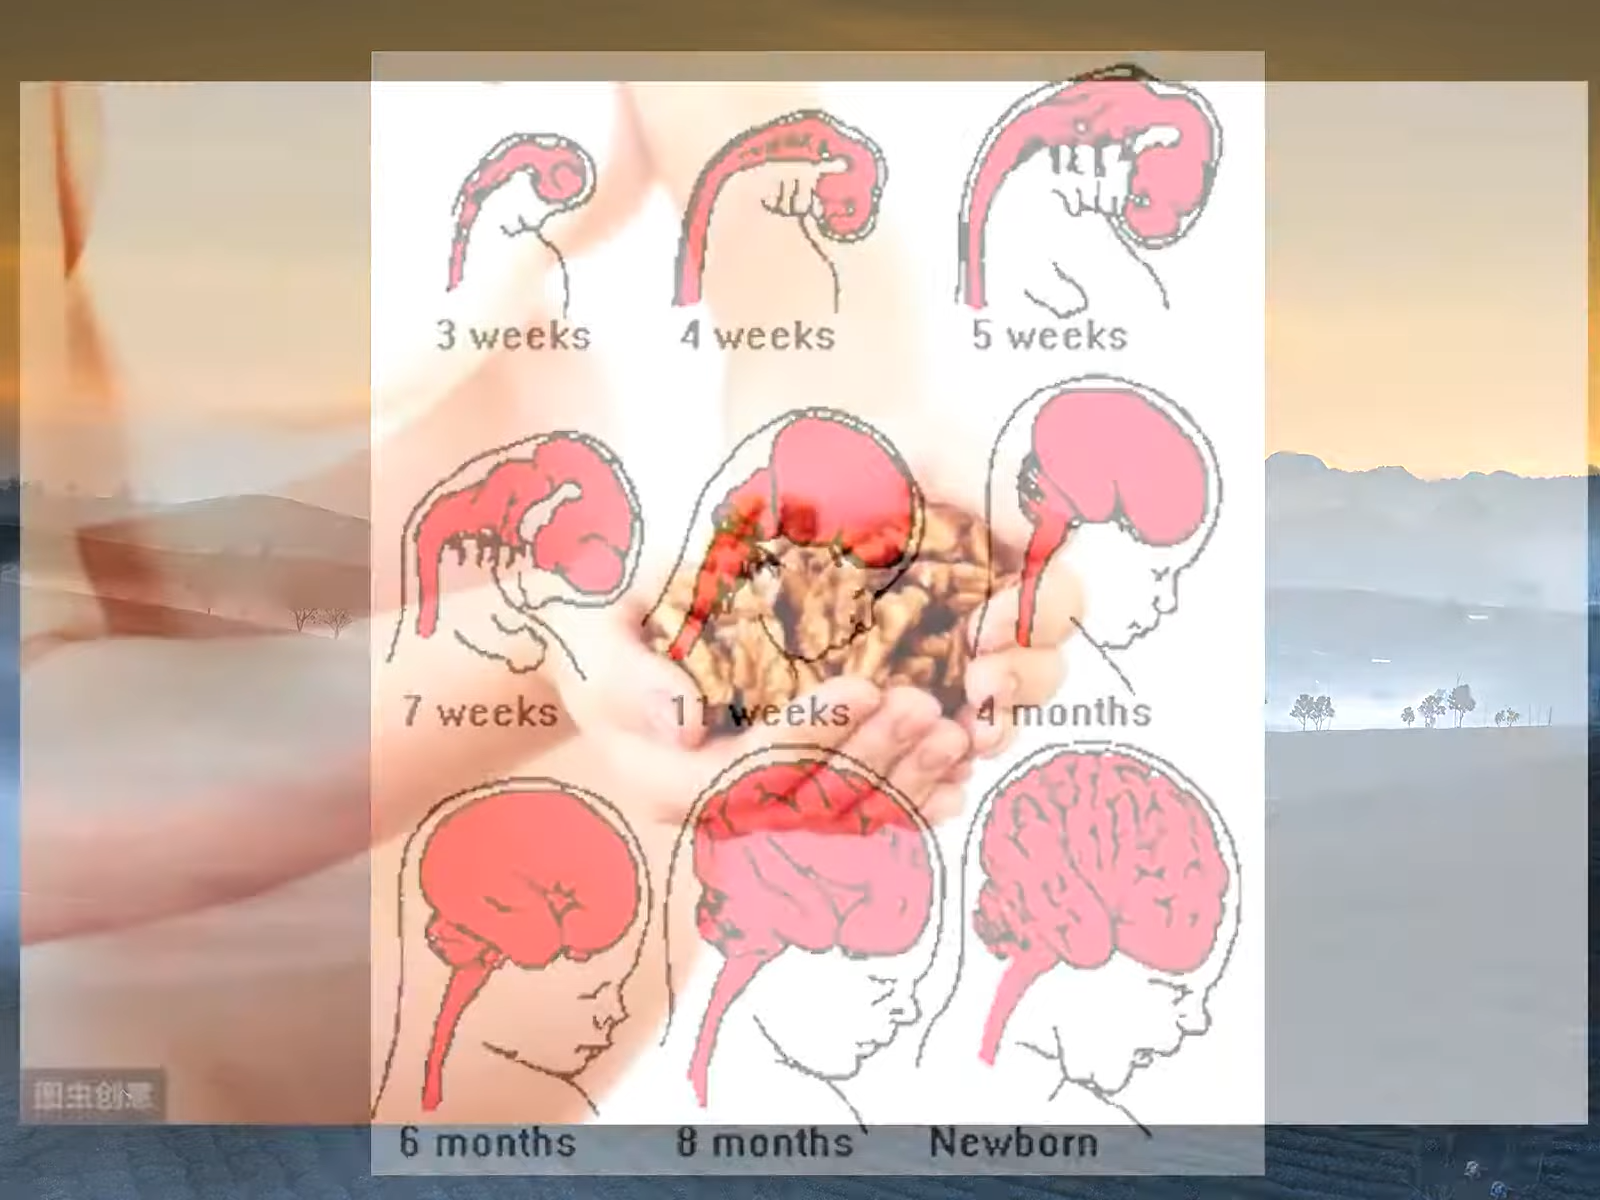 3 weeks
4 weeks
5 weeks
7 weeks
11 weeks
4 months
6 months
8 months
Newborn
图虫创意